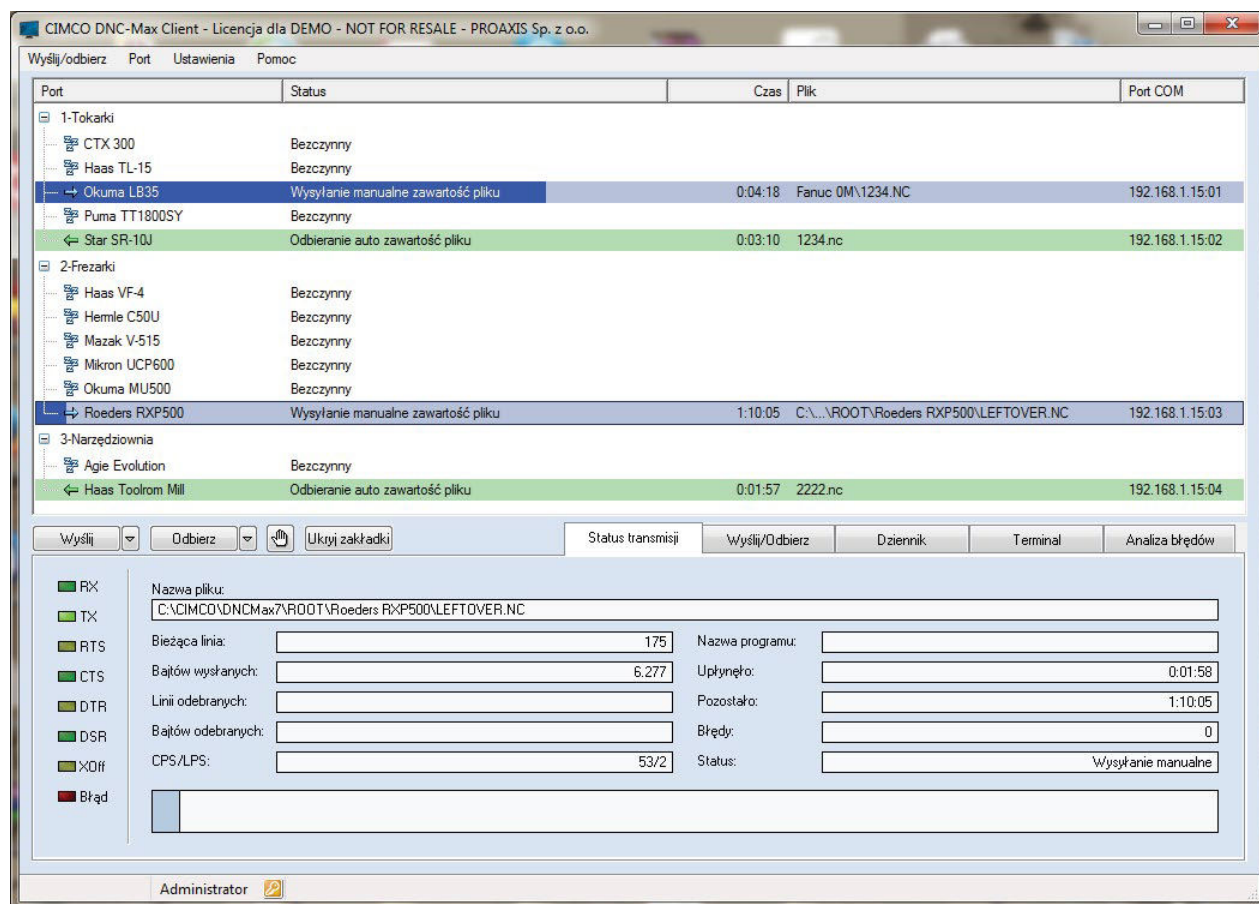 CIMCO DNC-Max Client - Licencja dla DEMO - NOT FOR RESALE - PROAXIS Sp. z o.o.
Wyślij/odbierz Port Ustawienia Pomoc
Port Status Czas Plik Port COM
1-Tokarki
CTX 300 Bezczynny
Haas TL-15 Bezczynny
Okuma LB35 Wysyłanie manualne zawartość pliku 0:04:18 Fanuc 0M\1234.NC 192.168.1.15:01
Puma TT1800SY Bezczynny
Star SR-10J Odbieranie auto zawartość pliku 0:03:10 1234.nc 192.168.1.15:02
2-Frezarki
Haas VF-4 Bezczynny
Hermle C50U Bezczynny
Mazak V-515 Bezczynny
Mikron UCP600 Bezczynny
Okuma MU500 Bezczynny
Roeders RXP500 Wysyłanie manualne zawartość pliku 1:10:05 C:\...\ROOT\Roeders RXP500\LEFTOVER.NC 192.168.1.15:03
3-Narzędziownia
Agie Evolution Bezczynny
Haas Toolrom Mill Odbieranie auto zawartość pliku 0:01:57 2222.nc 192.168.1.15:04
Wyślij Odbierz Ukryj zakładki Status transmisji Wyślij/Odbierz Dziennik Terminal Analiza błędów
RX Nazwa pliku:
TX C:\CIMCO\DNCMax7\ROOT\Roeders RXP500\LEFTOVER.NC
RTS Bieżąca linia: 175 Nazwa programu:
CTS Bajtów wysłanych: 6.277 Upłynęło: 0:01:58
DTR Linii odebranych: Pozostało: 1:10:05
DSR Bajtów odebranych: Błędy: 0
XOff CPS/LPS: 53/2 Status: Wysyłanie manualne
Błąd
Administrator